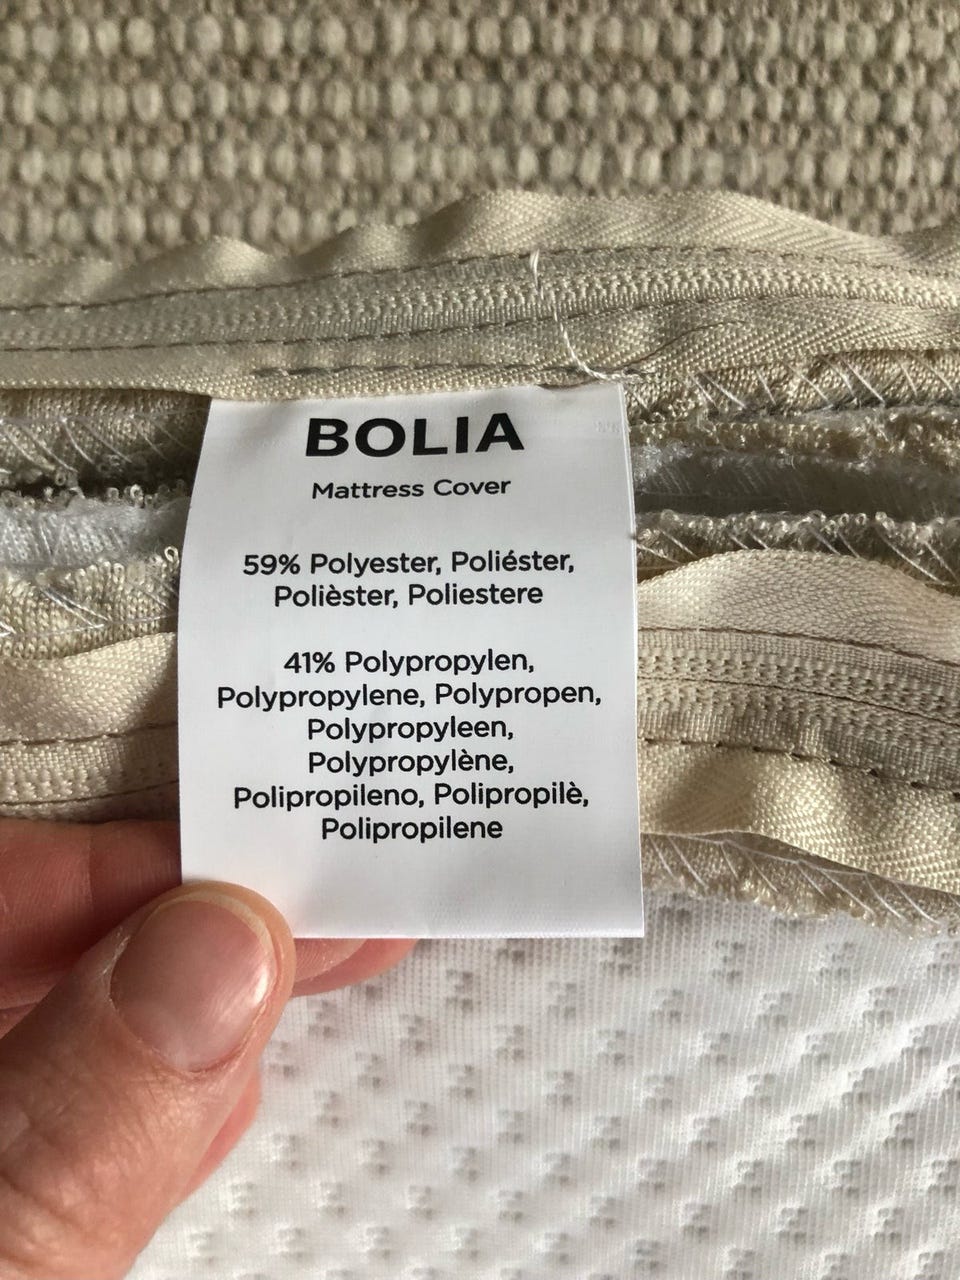 BOLIA
Mattress Cover
59% Polyester, Poliéster,
Polièster, Poliestere
41% Polypropylen,
Polypropylene, Polypropen,
Polypropyleen,
Polypropylène,
Polipropileno, Polipropilè,
Polipropilene